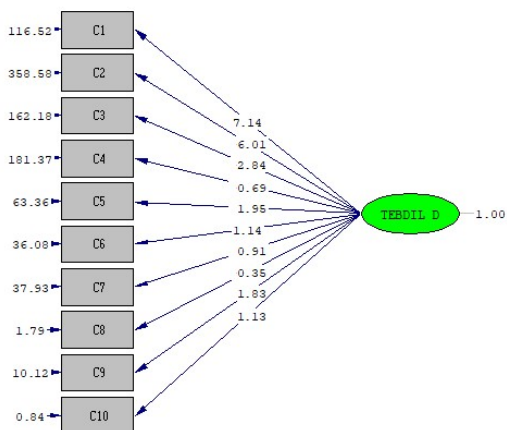 116.52 C1
358.58 C2
162.18 C3
181.37 C4
63.36 C5
36.08 C6
37.93 C7
1.79 C8
10.12 C9
0.84 C10
7.14
6.01
2.84
0.69
1.95
1.14
0.91
0.35
1.83
1.13
TEBDIL D 1.00